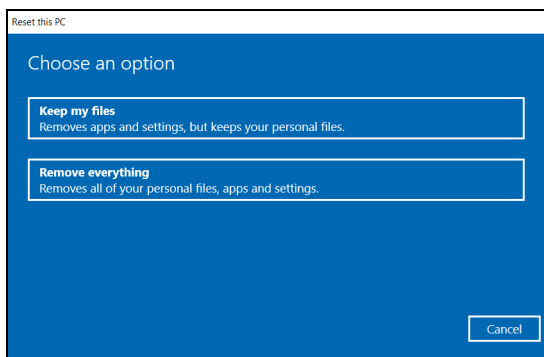 Reset this PC
Choose an option
Keep my files
Removes apps and settings, but keeps your personal files.
Remove everything
Removes all of your personal files, apps and settings.
Cancel